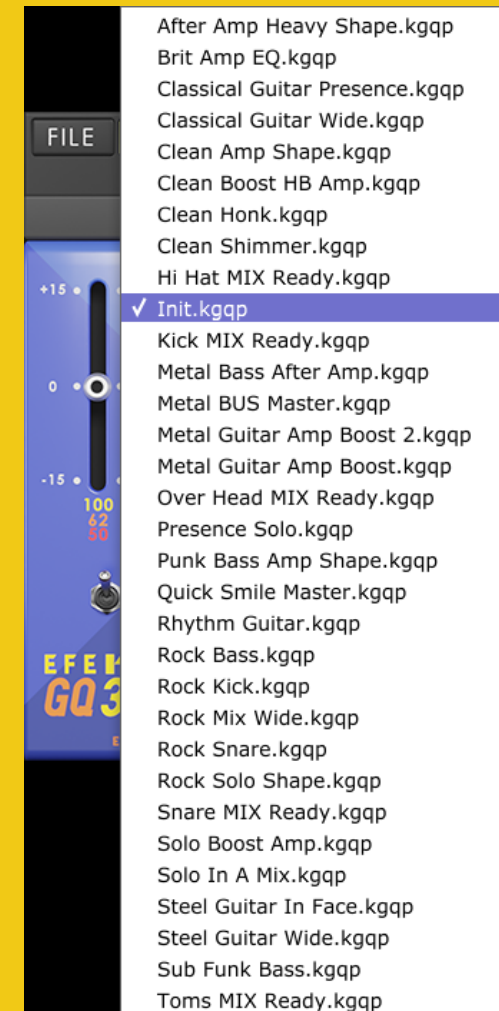 After Amp Heavy Shape.kgqp
Brit Amp EQ.kgqp
Classical Guitar Presence.kgqp
Classical Guitar Wide.kgqp
FILE
Clean Amp Shape.kgqp
Clean Boost HB Amp.kgqp
Clean Honk.kgqp
Clean Shimmer.kgqp
Hi Hat MIX Ready.kgqp
+15
✓ Init.kgqp
Kick MIX Ready.kgqp
Metal Bass After Amp.kgqp
0
Metal BUS Master.kgqp
Metal Guitar Amp Boost 2.kgqp
Metal Guitar Amp Boost.kgqp
-15
Over Head MIX Ready.kgqp
100
Presence Solo.kgqp
62
50
Punk Bass Amp Shape.kgqp
Quick Smile Master.kgqp
Rhythm Guitar.kgqp
Rock Bass.kgqp
EFE
Rock Kick.kgqp
GQ3
Rock Mix Wide.kgqp
Rock Snare.kgqp
E
Rock Solo Shape.kgqp
Snare MIX Ready.kgqp
Solo Boost Amp.kgqp
Solo In A Mix.kgqp
Steel Guitar In Face.kgqp
Steel Guitar Wide.kgqp
Sub Funk Bass.kgqp
Toms MIX Ready.kgqp